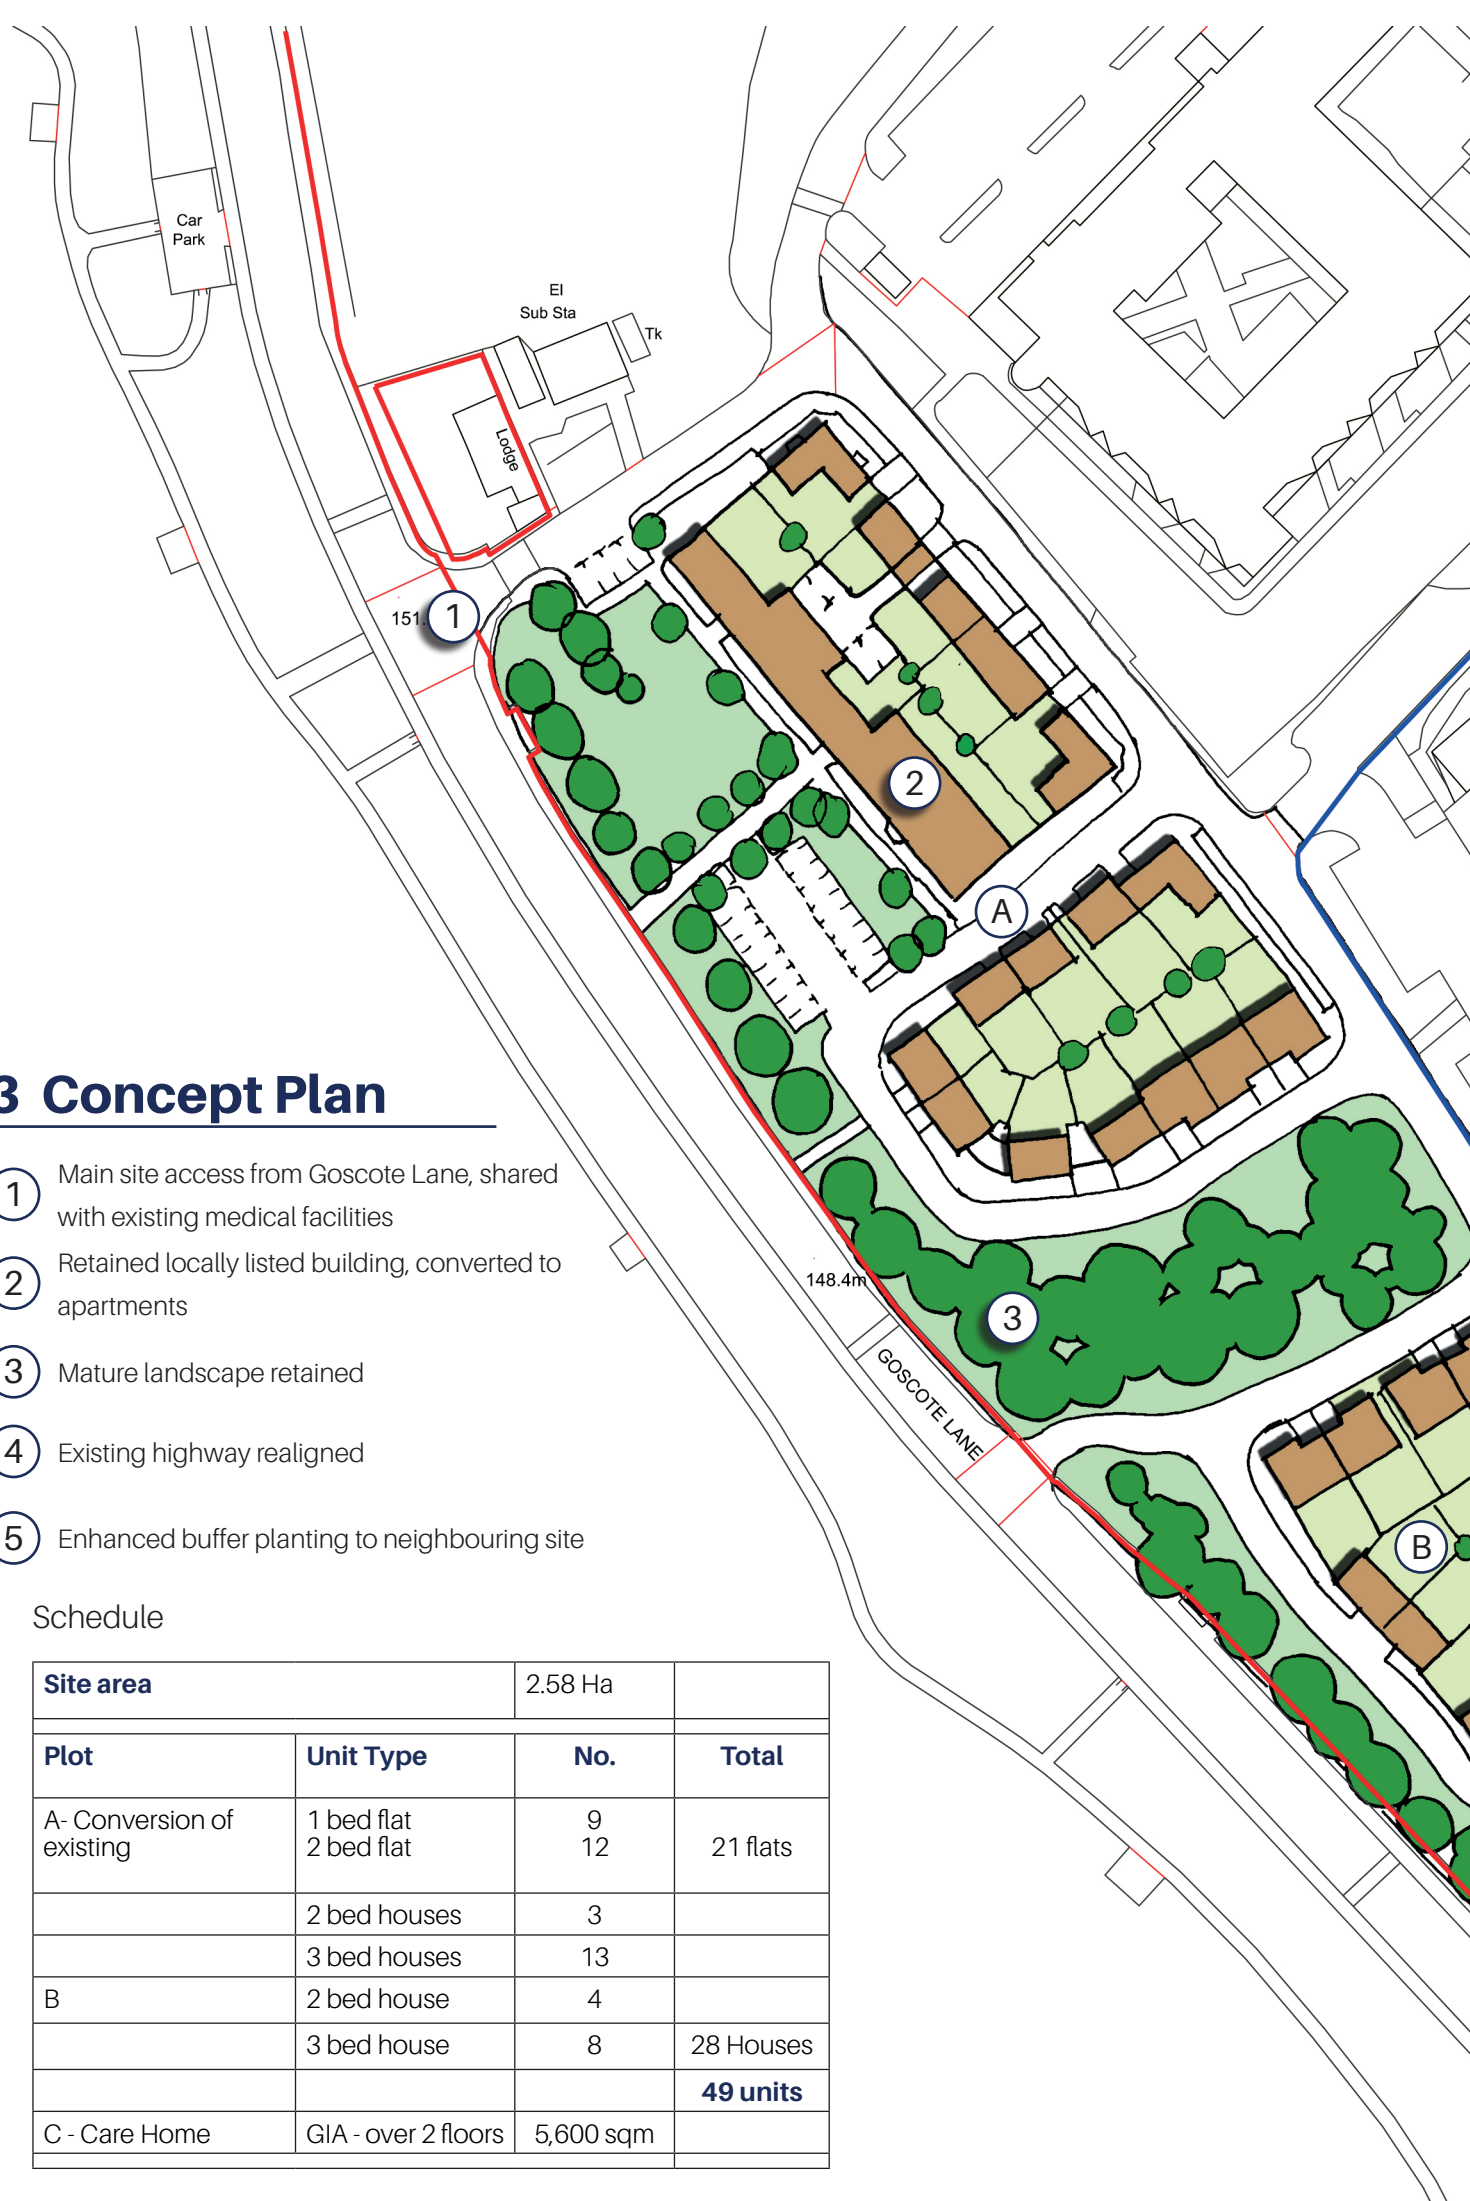 Car
Park
El
Sub Sta
Tk
Lodge
151.
1
2
A
3 Concept Plan
1 Main site access from Goscote Lane, shared
with existing medical facilities
2 Retained locally listed building, converted to
apartments
3 Mature landscape retained
4 Existing highway realigned
5 Enhanced buffer planting to neighbouring site
148.4m
3
GOSCOTE LANE
B
Schedule
Site area 2.58 Ha
Plot Unit Type No. Total
A- Conversion of 1 bed flat 9
existing 2 bed flat 12 21 flats
2 bed houses 3
3 bed houses 13
B 2 bed house 4
3 bed house 8 28 Houses
49 units
C - Care Home GIA - over 2 floors 5,600 sqm